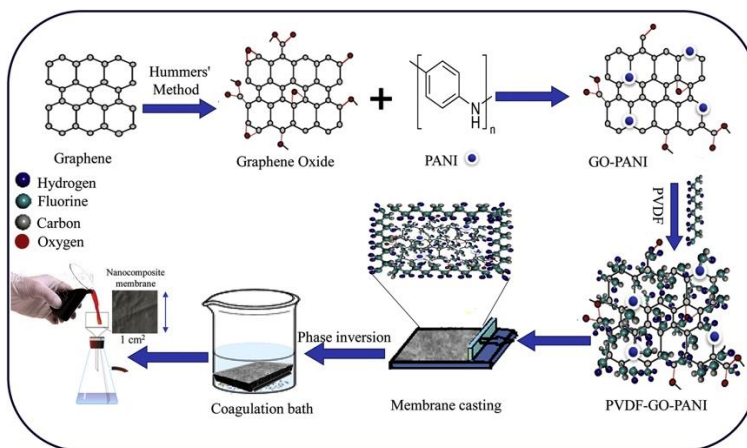 Hummers'
Method
Graphene
Graphene Oxide
+
N
H
n
PANI
GO-PANI
Hydrogen
Fluorine
Carbon
Oxygen
PVDF
Nanocomposite
membrane
1 cm²
Phase inversion
Coagulation bath
Membrane casting
PVDF-GO-PANI